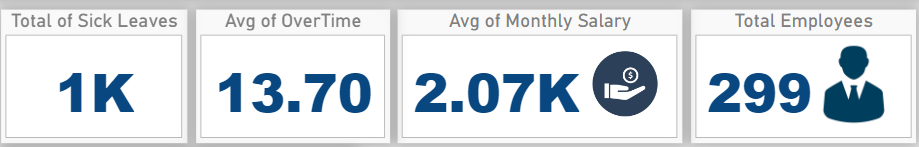 Total of Sick Leaves
1K
Avg of OverTime
13.70
Avg of Monthly Salary
2.07K
$
Total Employees
299